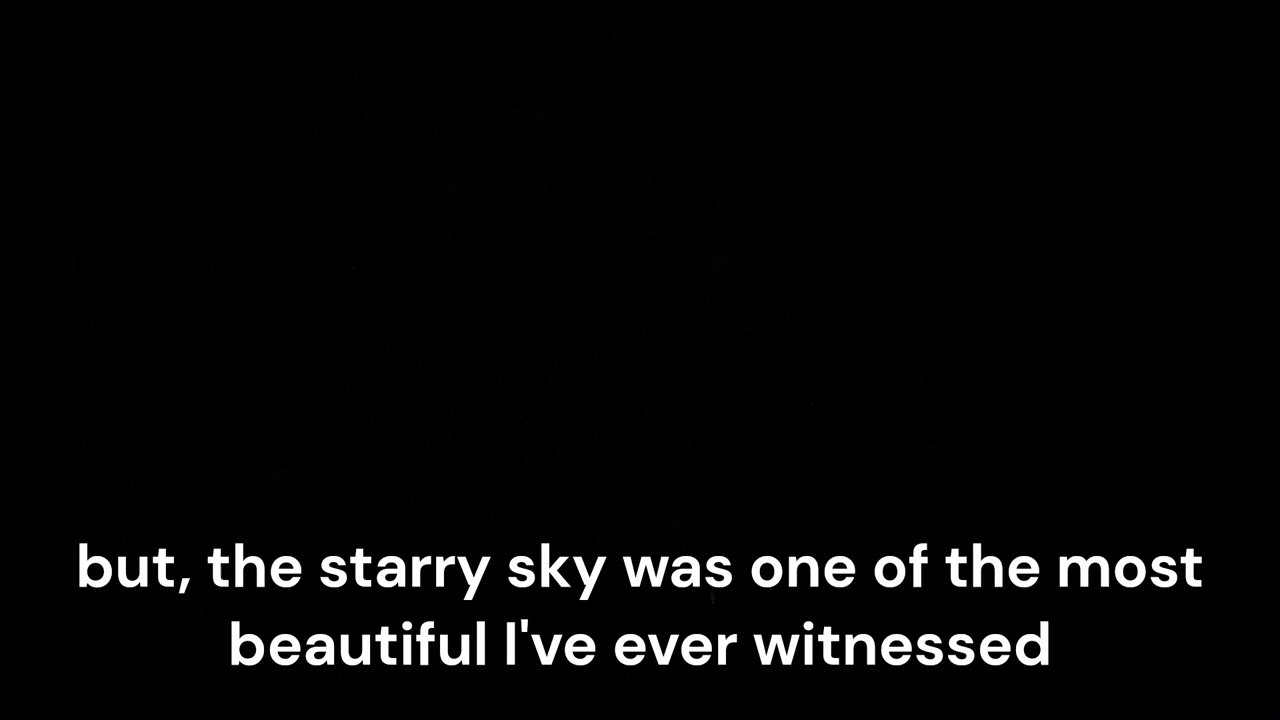 but, the starry sky was one of the most
beautiful I've ever witnessed